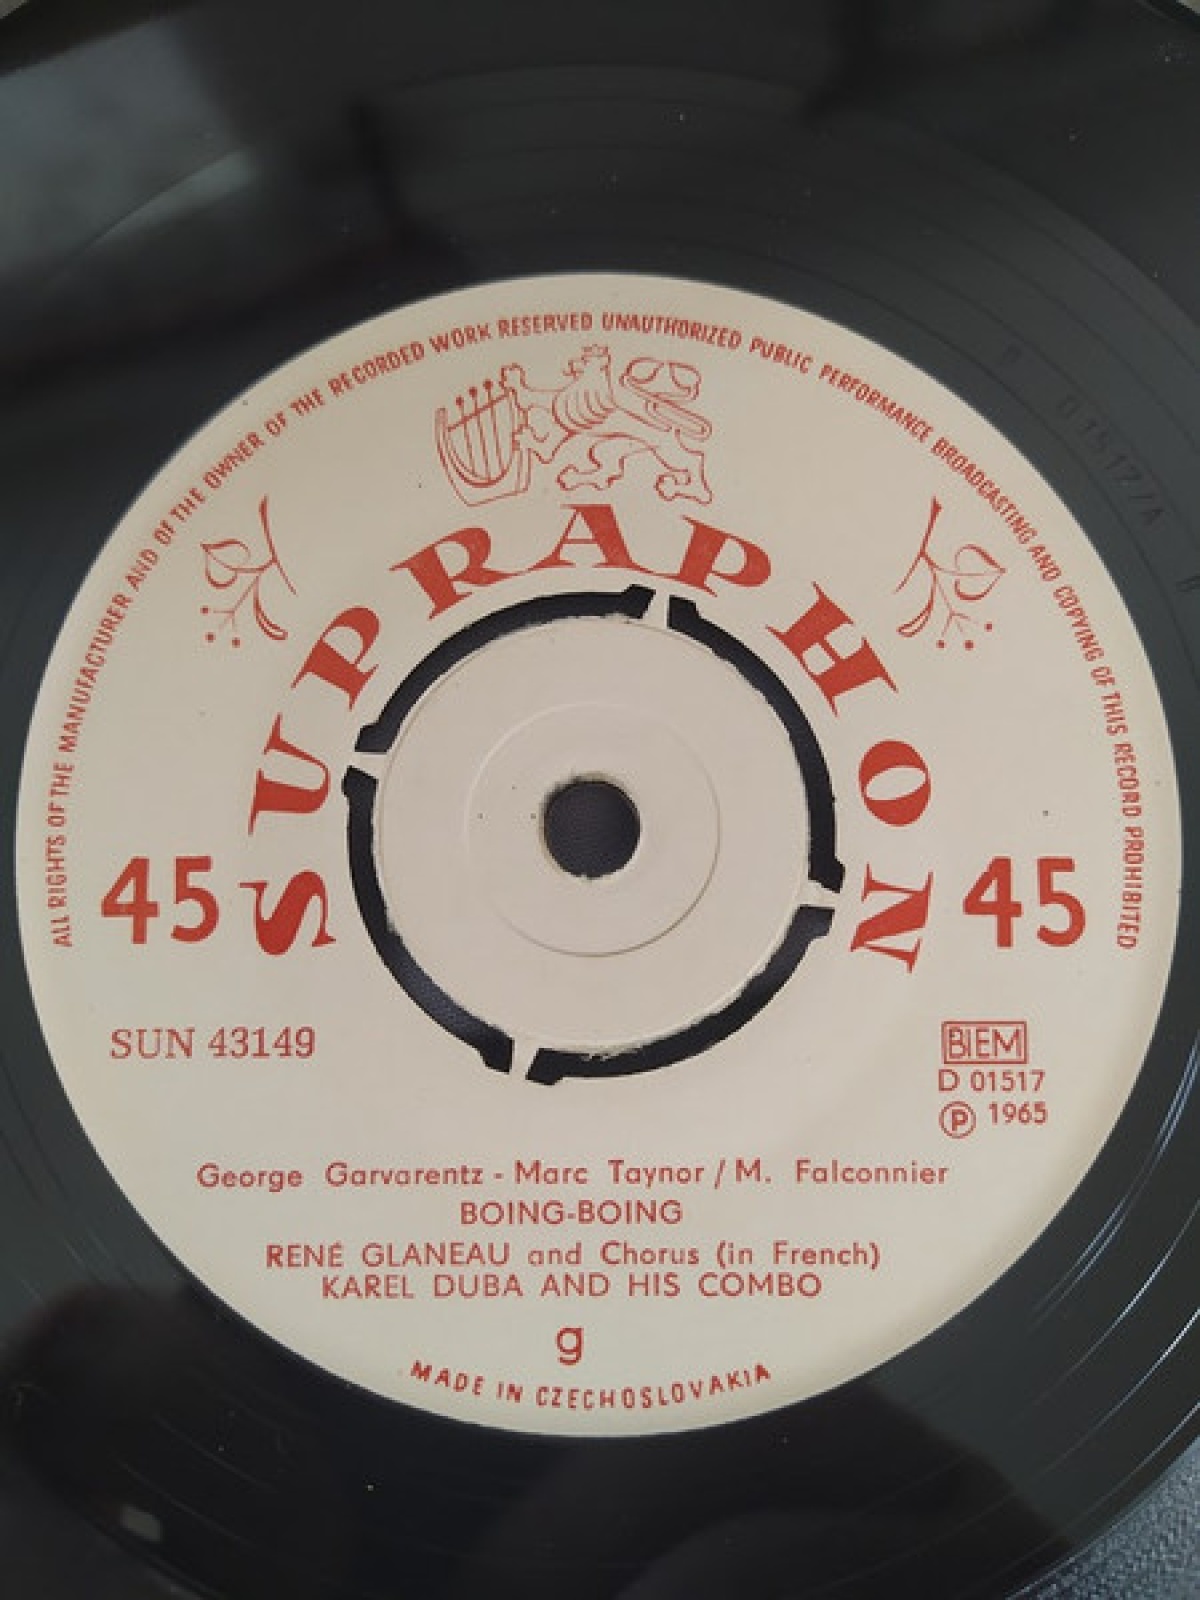 ALL RIGHTS OF THE MANUFACTURER AND OF THE OWNER OF THE RECORDED WORK RESERVED UNAUTHORIZED PUBLIC PERFORMANCE BROADCASTING AND COPYING OF THIS RECORD PROHIBITED
SUPRAPHON
45 45
SUN 43149
BIEM
D 01517
Ⓟ 1965
George Garvarentz - Marc Taynor / M. Falconnier
BOING-BOING
RENÉ GLANEAU and Chorus (in French)
KAREL DUBA AND HIS COMBO
g
MADE IN CZECHOSLOVAKIA